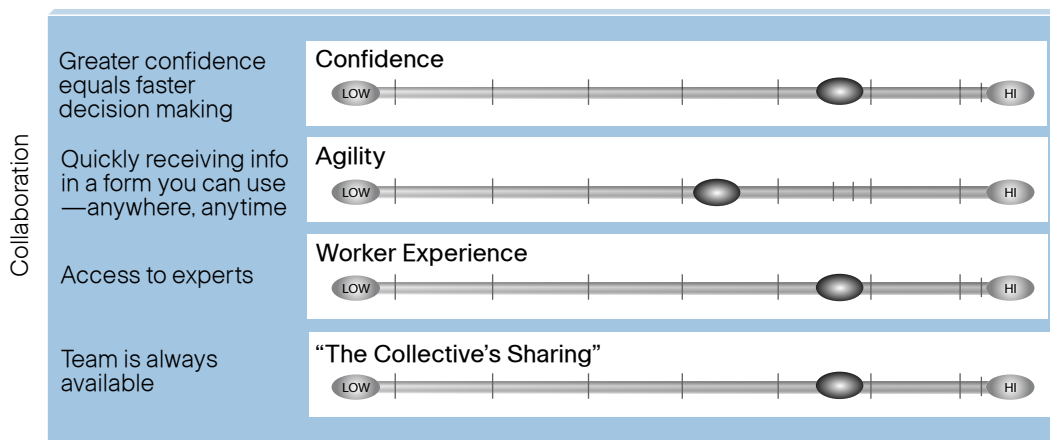 Collaboration
Greater confidence
equals faster
decision making
Confidence
LOW
HI
Quickly receiving info
in a form you can use
—anywhere, anytime
Agility
LOW
HI
Access to experts
Worker Experience
LOW
HI
Team is always
available
“The Collective’s Sharing”
LOW
HI